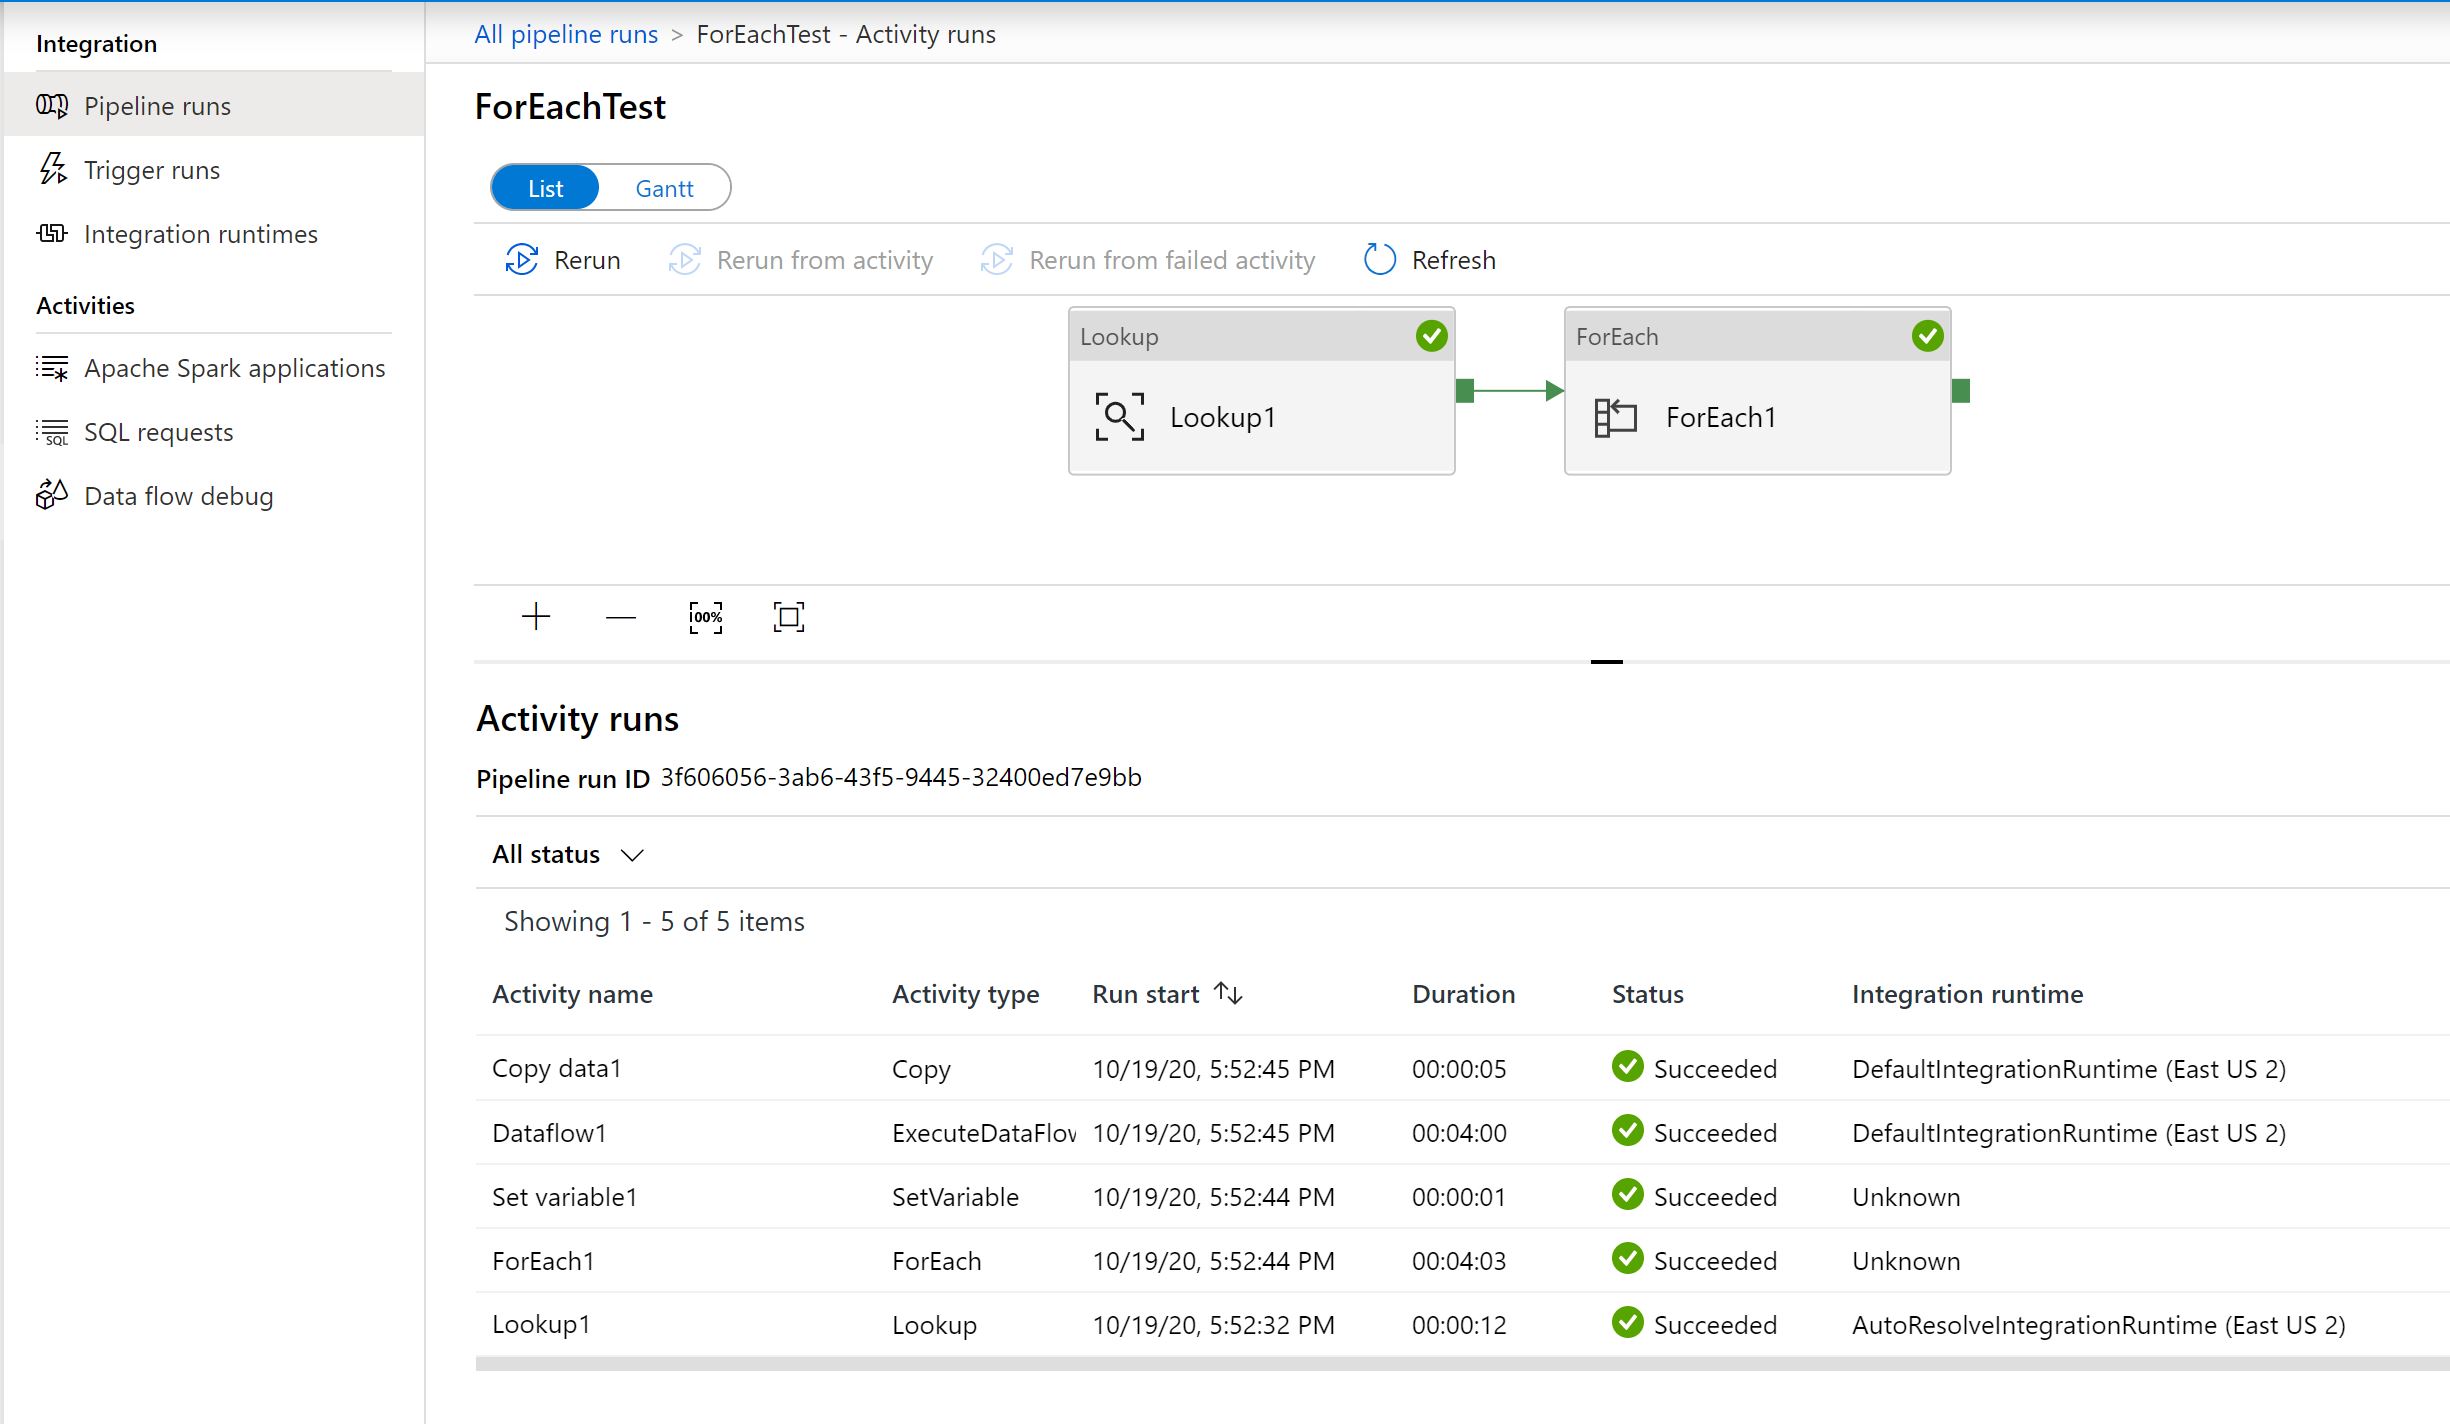 Integration
Pipeline runs
Trigger runs
Integration runtimes
Activities
Apache Spark applications
SQL requests
Data flow debug
All pipeline runs > ForEachTest - Activity runs
ForEachTest
List Gantt
Rerun Rerun from activity Rerun from failed activity Refresh
Lookup
Lookup1
ForEach
ForEach1
100%
Activity runs
Pipeline run ID 3f606056-3ab6-43f5-9445-32400ed7e9bb
All status
Showing 1 - 5 of 5 items
Activity name Activity type Run start Duration Status Integration runtime
Copy data1 Copy 10/19/20, 5:52:45 PM 00:00:05 Succeeded DefaultIntegrationRuntime (East US 2)
Dataflow1 ExecuteDataFlow 10/19/20, 5:52:45 PM 00:04:00 Succeeded DefaultIntegrationRuntime (East US 2)
Set variable1 SetVariable 10/19/20, 5:52:44 PM 00:00:01 Succeeded Unknown
ForEach1 ForEach 10/19/20, 5:52:44 PM 00:04:03 Succeeded Unknown
Lookup1 Lookup 10/19/20, 5:52:32 PM 00:00:12 Succeeded AutoResolveIntegrationRuntime (East US 2)